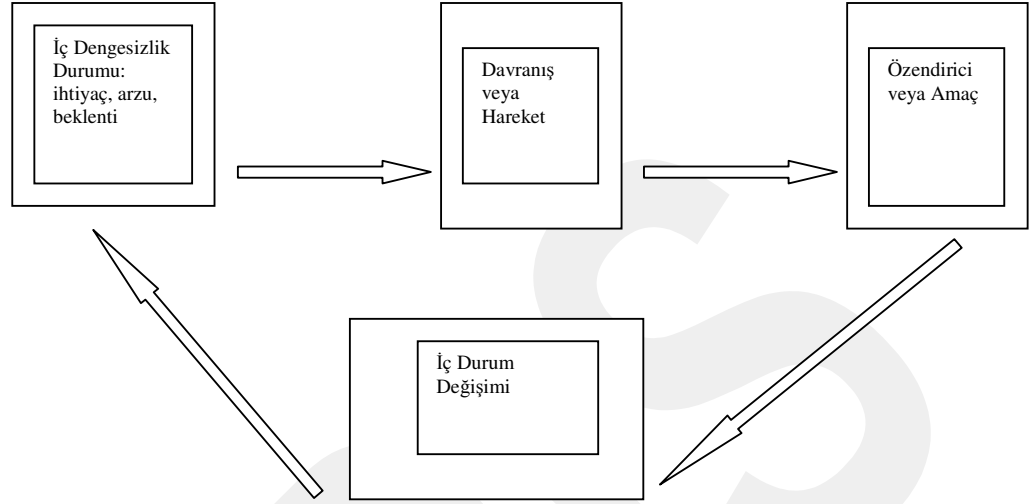 İç Dengesizlik
Durumu:
ihtiyaç, arzu,
beklenti
Davranış
veya
Hareket
Özendirici
veya Amaç
İç Durum
Değişimi